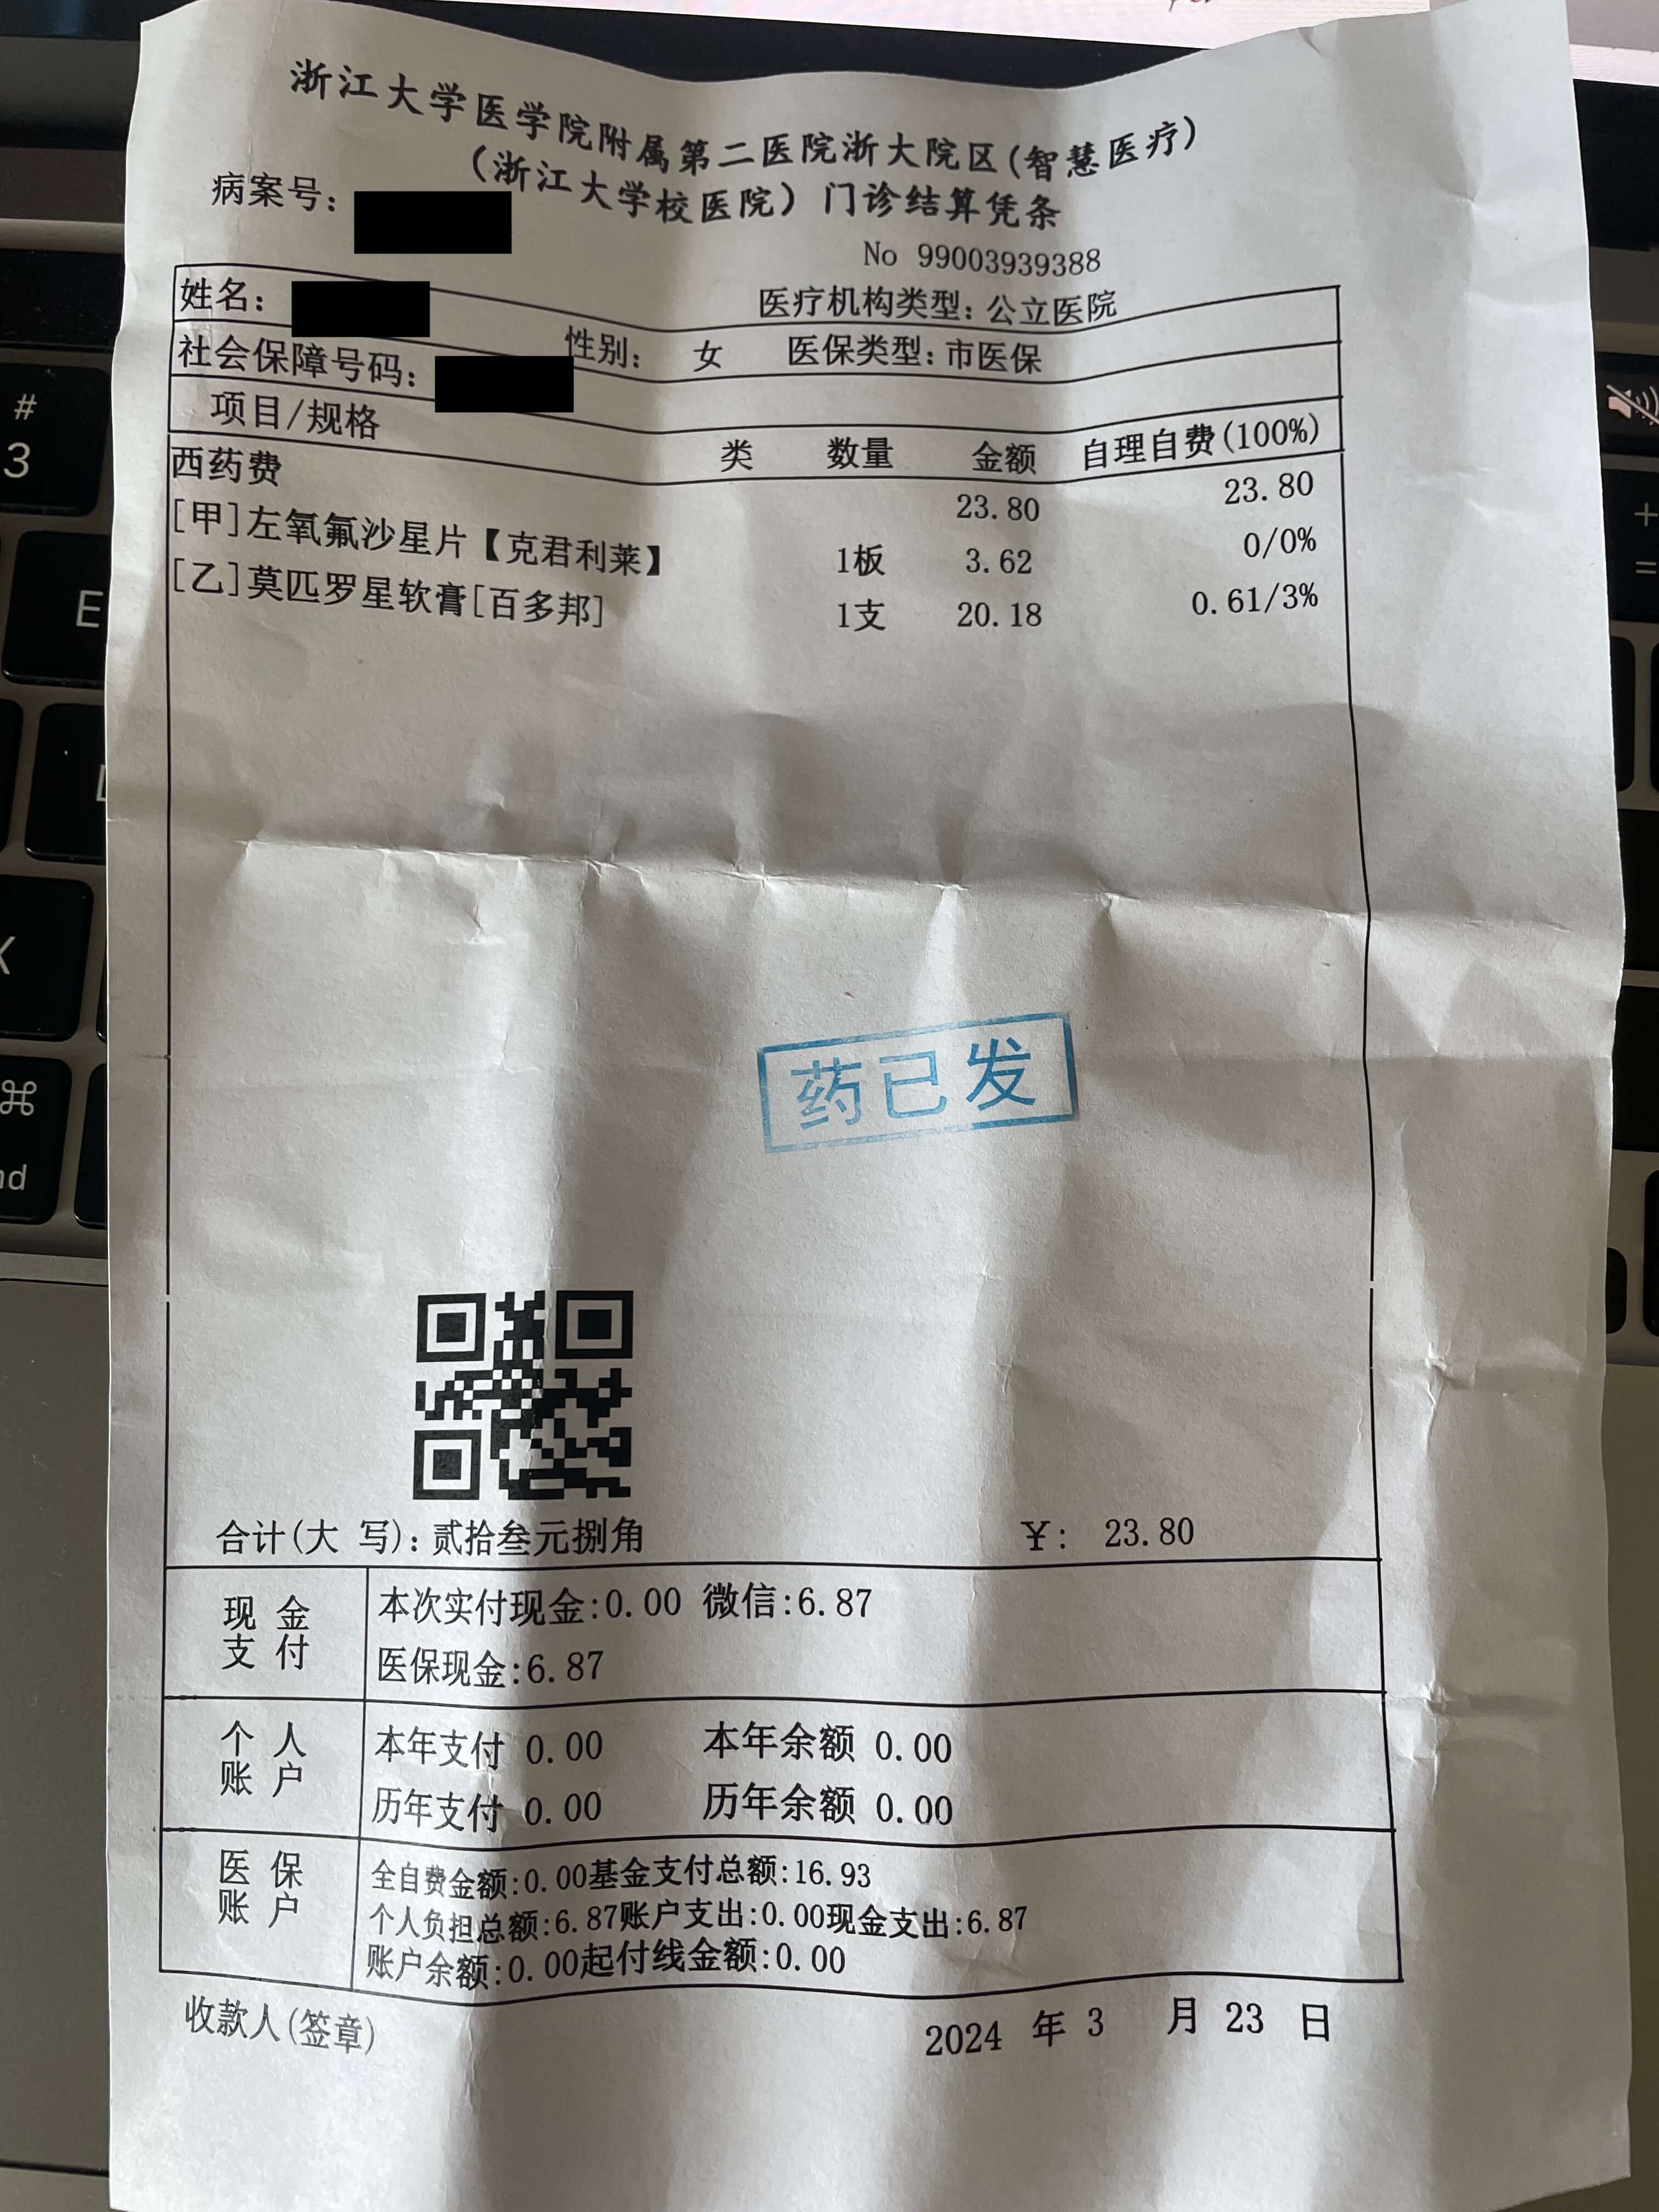 浙江大学医学院附属第二医院浙大院区(智慧医疗)
(浙江大学校医院) 门诊结算凭条
病案号:
No 99003939388
姓名: 医疗机构类型: 公立医院
社会保障号码: 性别: 女 医保类型: 市医保
项目/规格 类 数量 金额 自理自费(100%)
西药费 23.80 23.80
[甲]左氧氟沙星片【克君利莱】 1板 3.62 0/0%
[乙]莫匹罗星软膏[百多邦] 1支 20.18 0.61/3%
药已发
合计(大 写): 贰拾叁元捌角 ¥: 23.80
现金支付 本次实付现金:0.00 微信:6.87
医保现金:6.87
个人账户 本年支付 0.00 本年余额 0.00
历年支付 0.00 历年余额 0.00
医保账户 全自费金额:0.00基金支付总额:16.93
个人负担总额:6.87账户支出:0.00现金支出:6.87
账户余额:0.00起付线金额:0.00
收款人(签章) 2024 年 3 月 23 日
#
3
E
X
⌘
nd
+
=